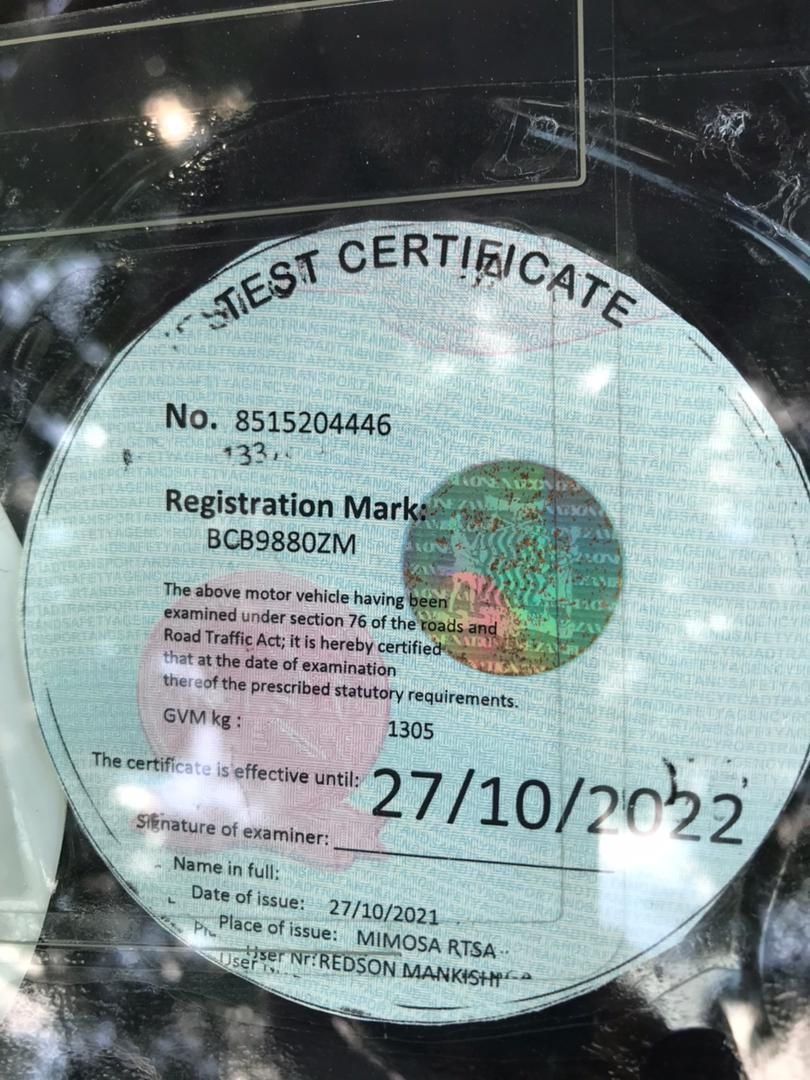 TEST CERTIFICATE
No. 8515204446
Registration Mark:
BCB9880ZM
The above motor vehicle having been
examined under section 76 of the roads and
Road Traffic Act; it is hereby certified
that at the date of examination
thereof the prescribed statutory requirements.
GVM kg : 1305
The certificate is effective until: 27/10/2022
Signature of examiner:
Name in full:
Date of issue: 27/10/2021
Place of issue: MIMOSA RTSA
User Nr: REDSON